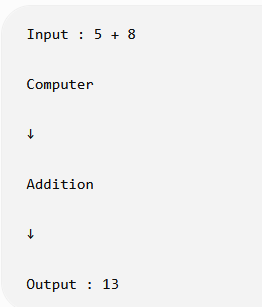 Input : 5 + 8
Computer
↓
Addition
↓
Output : 13